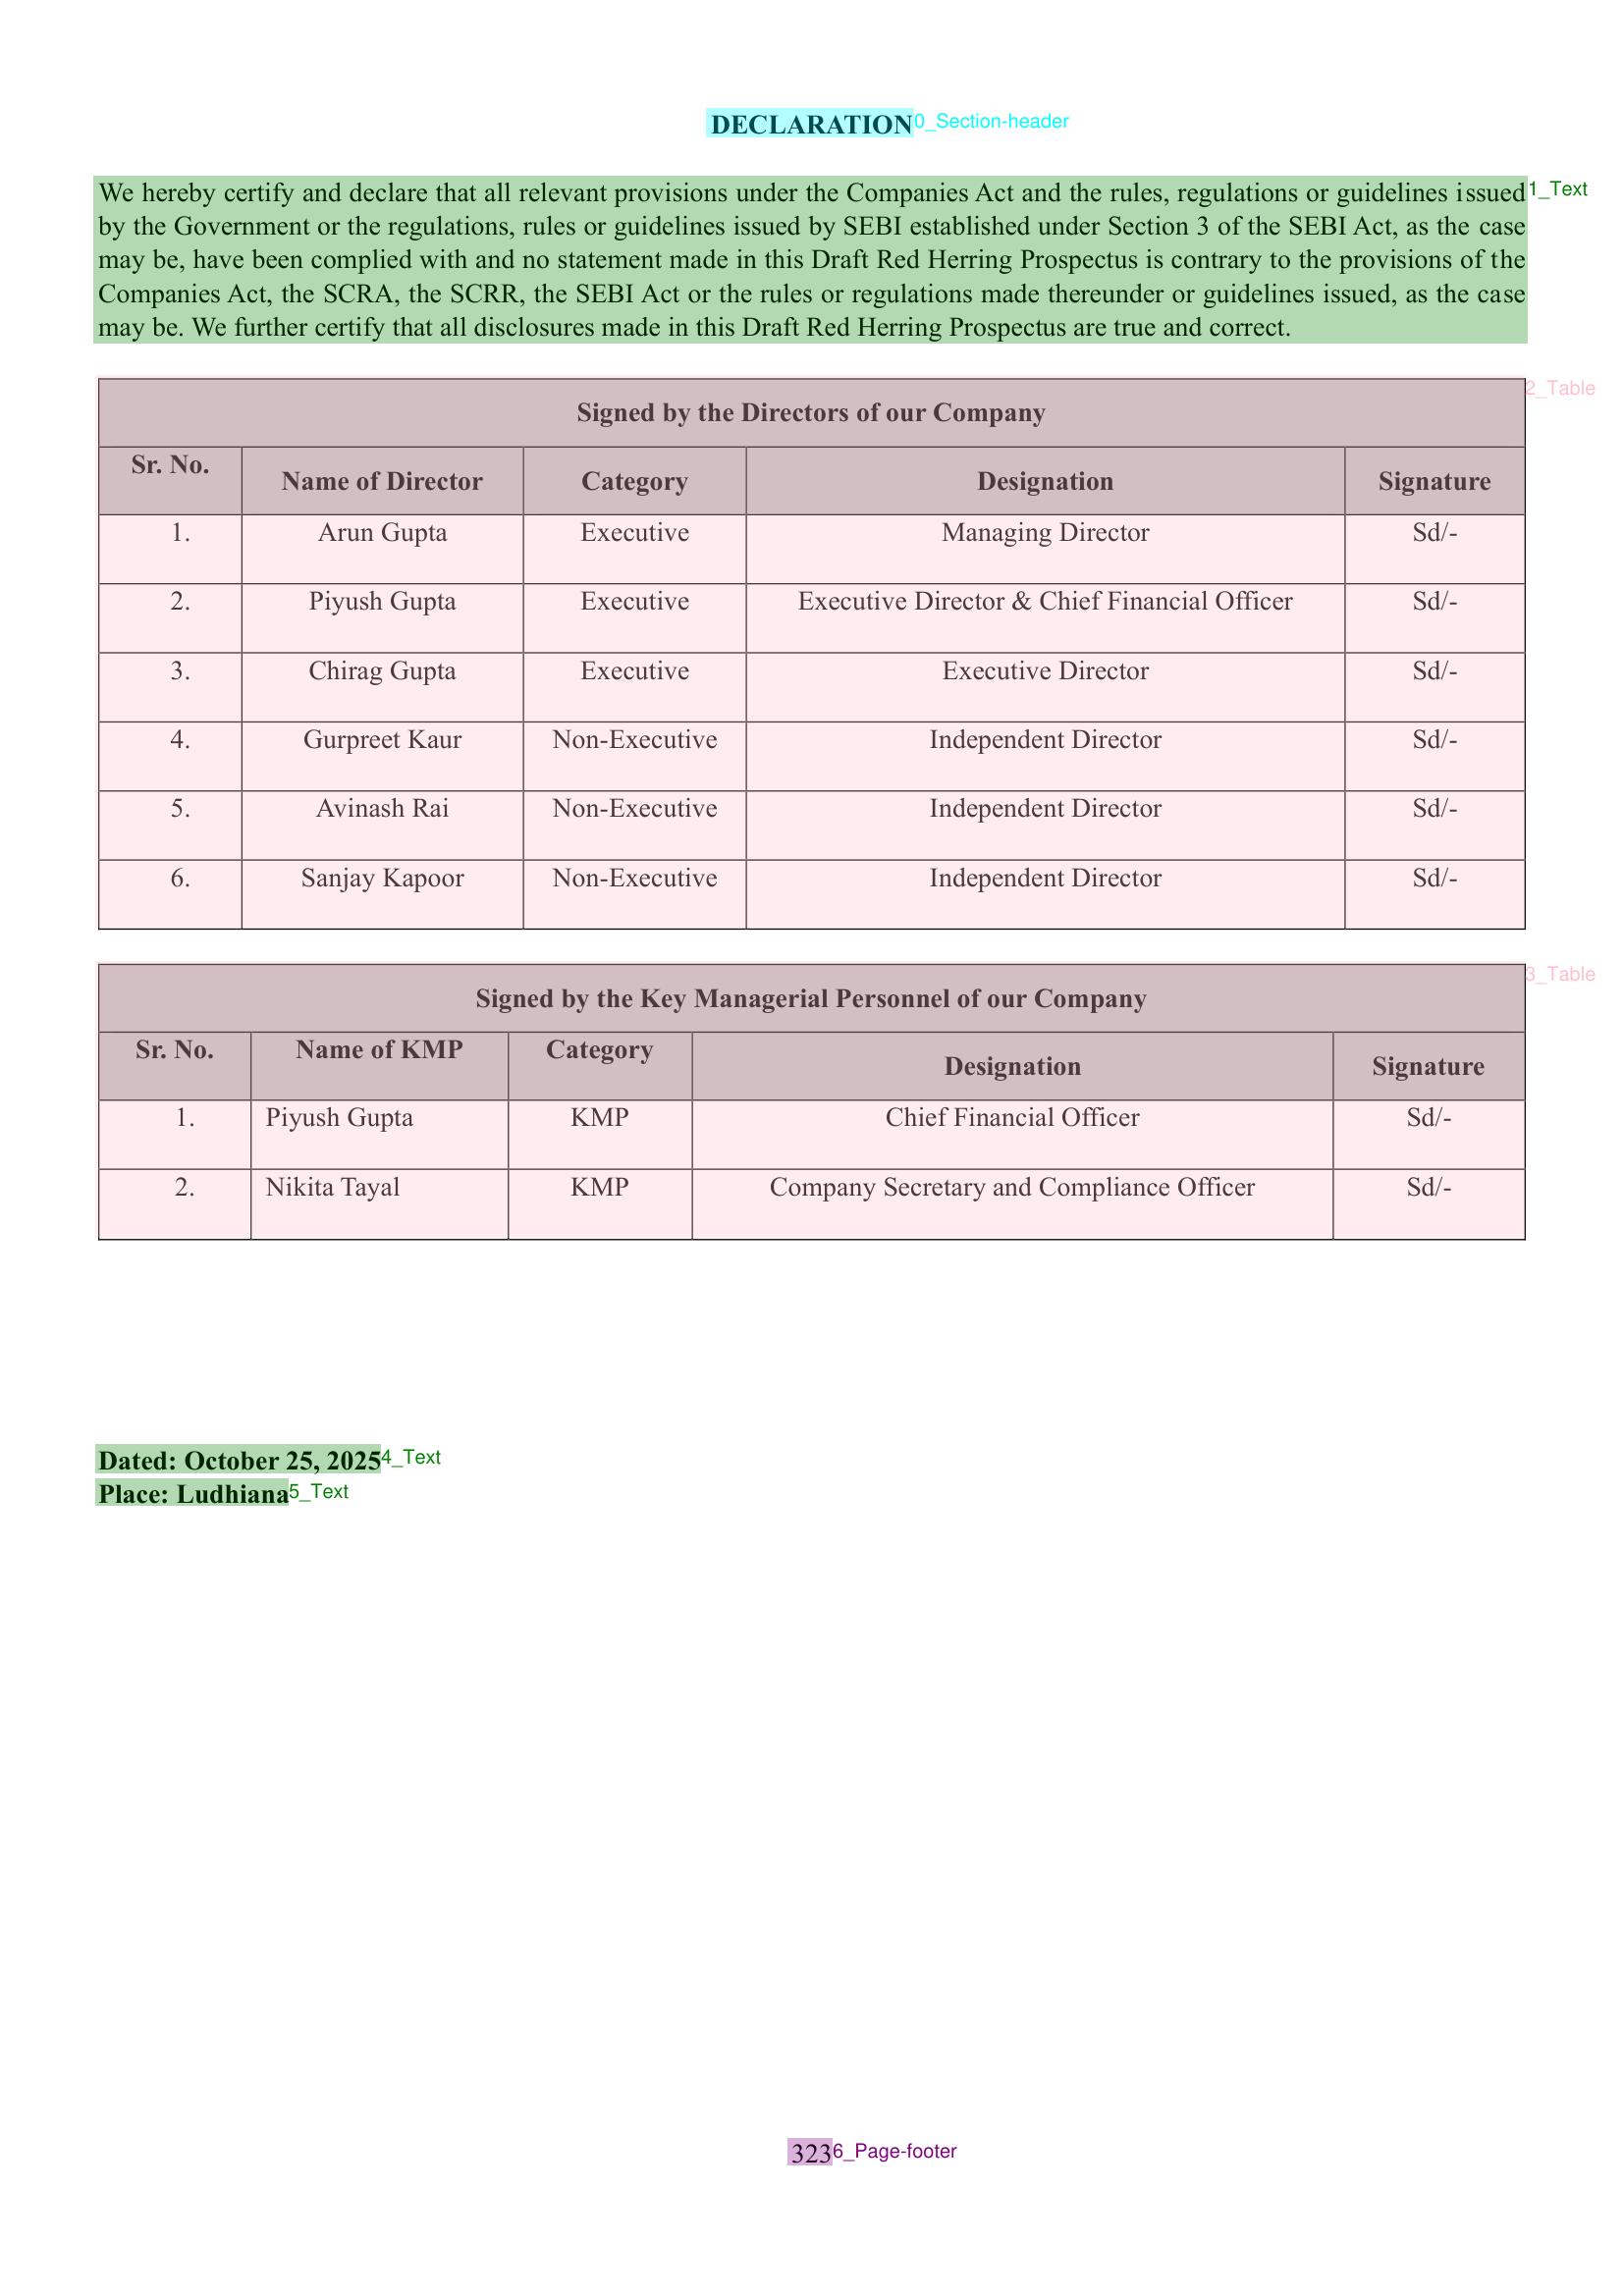 DECLARATION 0_Section-header
We hereby certify and declare that all relevant provisions under the Companies Act and the rules, regulations or guidelines issued 1_Text
by the Government or the regulations, rules or guidelines issued by SEBI established under Section 3 of the SEBI Act, as the case
may be, have been complied with and no statement made in this Draft Red Herring Prospectus is contrary to the provisions of the
Companies Act, the SCRA, the SCRR, the SEBI Act or the rules or regulations made thereunder or guidelines issued, as the case
may be. We further certify that all disclosures made in this Draft Red Herring Prospectus are true and correct.
2_Table
Signed by the Directors of our Company
Sr. No. Name of Director Category Designation Signature
1. Arun Gupta Executive Managing Director Sd/-
2. Piyush Gupta Executive Executive Director & Chief Financial Officer Sd/-
3. Chirag Gupta Executive Executive Director Sd/-
4. Gurpreet Kaur Non-Executive Independent Director Sd/-
5. Avinash Rai Non-Executive Independent Director Sd/-
6. Sanjay Kapoor Non-Executive Independent Director Sd/-
3_Table
Signed by the Key Managerial Personnel of our Company
Sr. No. Name of KMP Category Designation Signature
1. Piyush Gupta KMP Chief Financial Officer Sd/-
2. Nikita Tayal KMP Company Secretary and Compliance Officer Sd/-
Dated: October 25, 2025 4_Text
Place: Ludhiana 5_Text
323 6_Page-footer